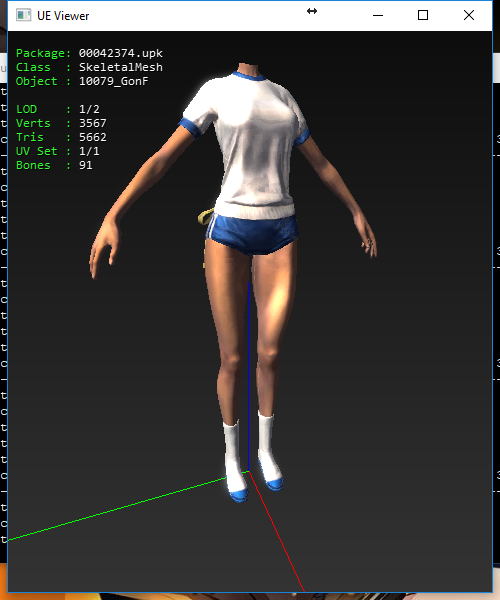 UE Viewer
Package: 00042374.upk
Class : SkeletalMesh
Object : 10079_GonF
LOD : 1/2
Verts : 3567
Tris : 5662
UV Set : 1/1
Bones : 91